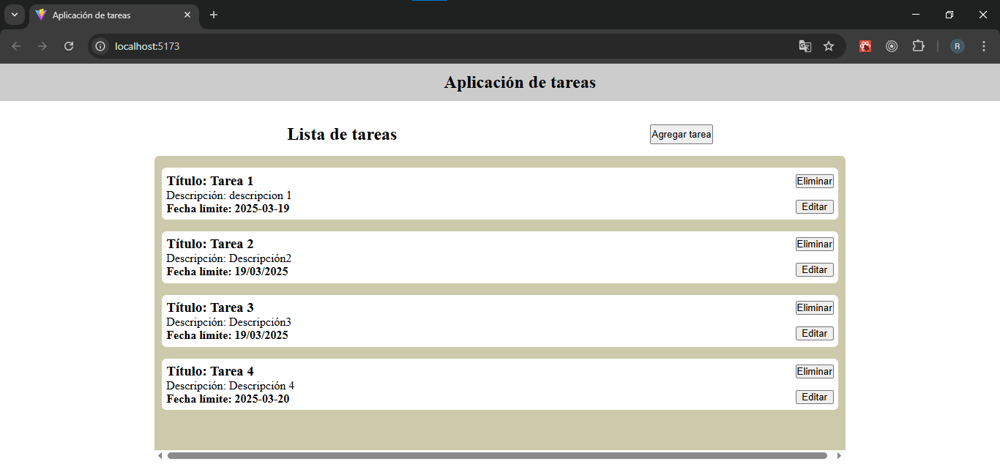 Aplicación de tareas
localhost:5173
R
Aplicación de tareas
Lista de tareas
Agregar tarea
Título: Tarea 1
Eliminar
Descripción: descripcion 1
Fecha límite: 2025-03-19
Editar
Título: Tarea 2
Eliminar
Descripción: Descripción2
Fecha límite: 19/03/2025
Editar
Título: Tarea 3
Eliminar
Descripción: Descripción3
Fecha límite: 19/03/2025
Editar
Título: Tarea 4
Eliminar
Descripción: Descripción 4
Fecha límite: 2025-03-20
Editar